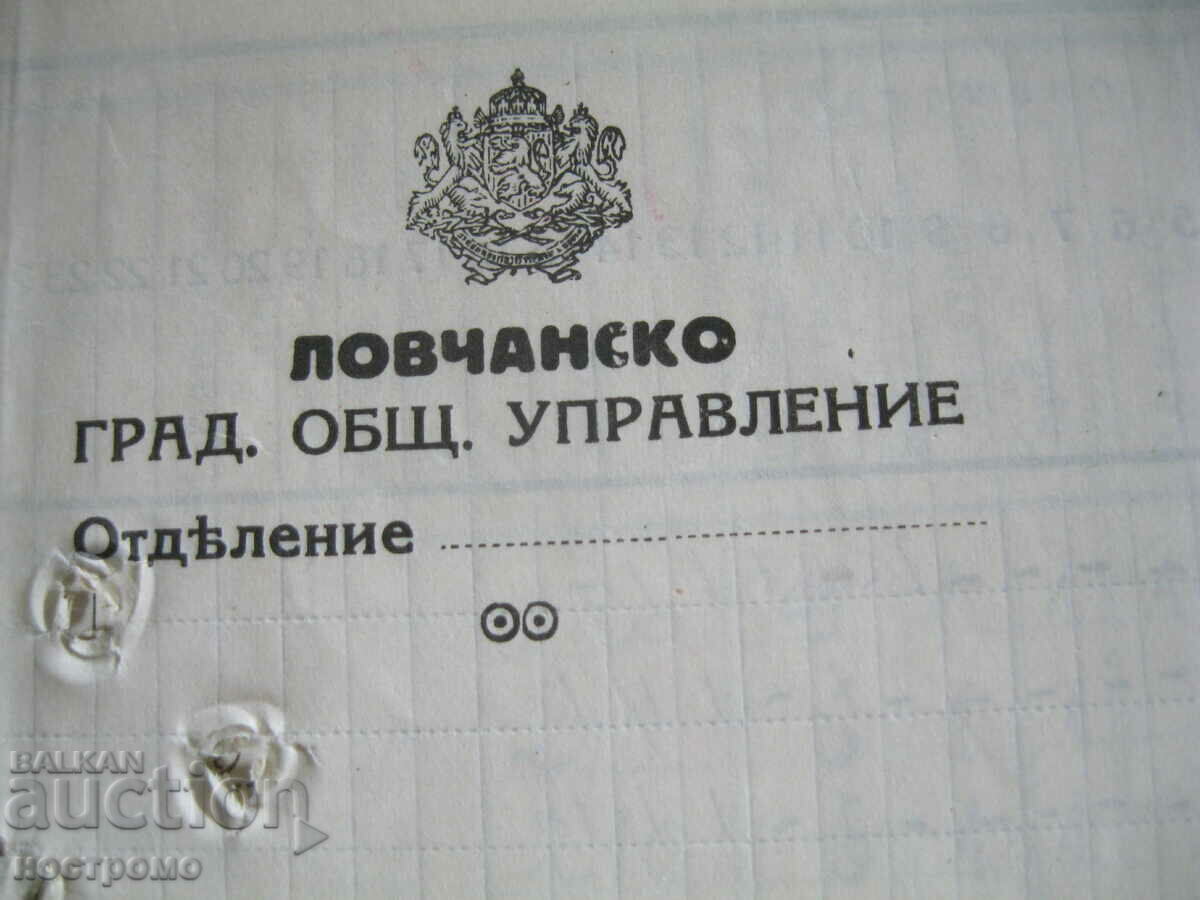 ЛОВЧАНСКО
ГРАД. ОБЩ. УПРАВЛЕНИЕ
Отдѣление
BALKAN
auction
Ностромо